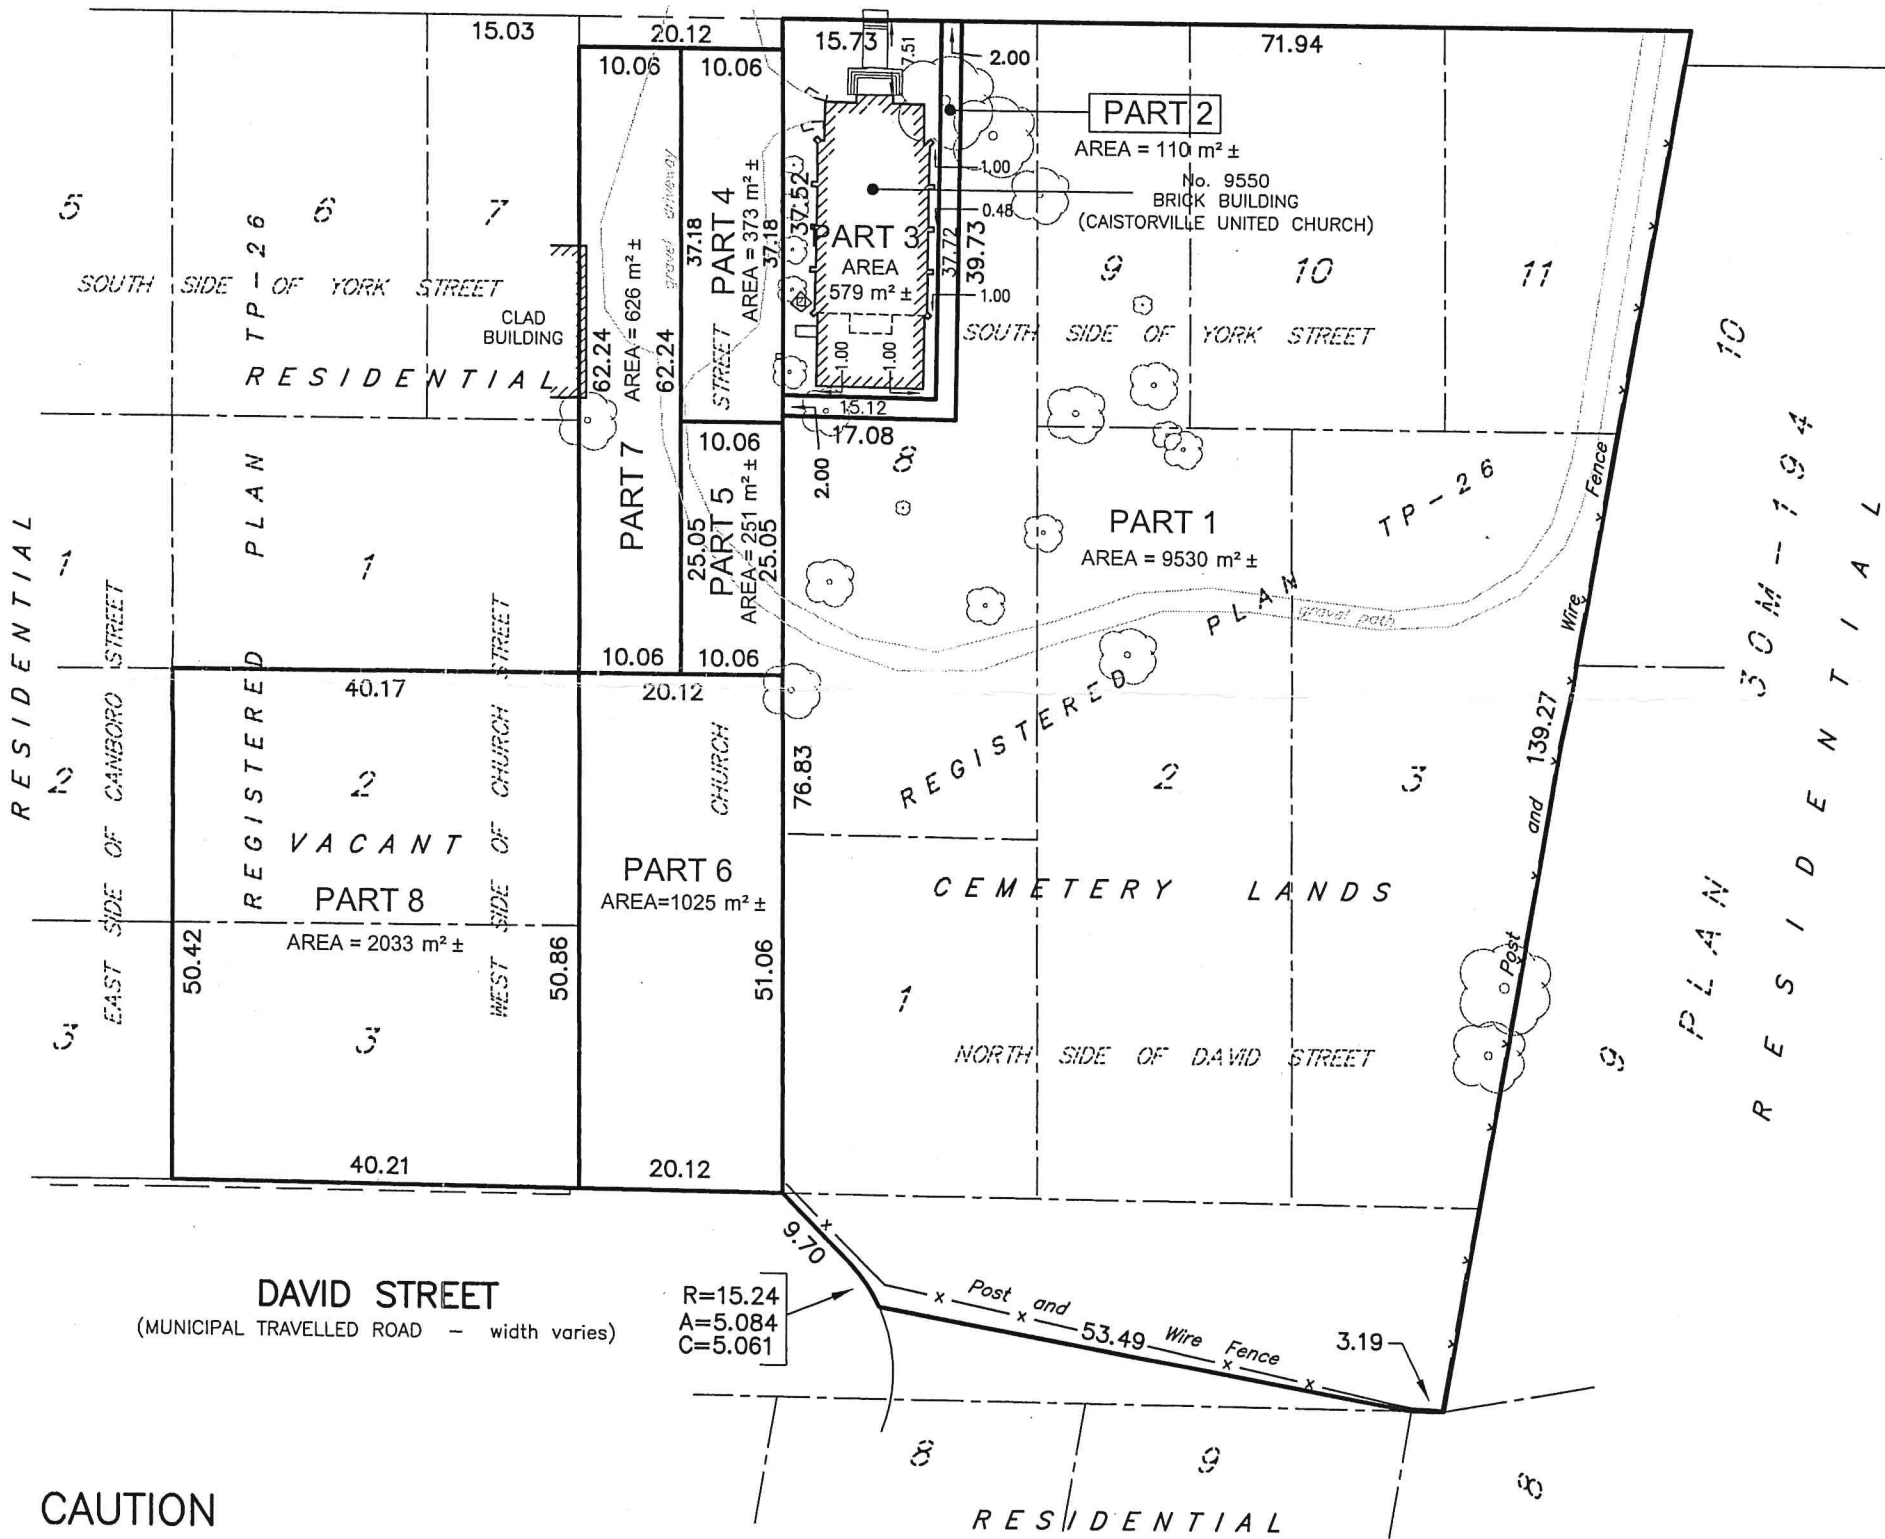 15.03
20.12
15.73
7.51
2.00
71.94
10.06
10.06
PART 2
AREA = 110 m² ±
No. 9550
BRICK BUILDING
(CAISTORVILLE UNITED CHURCH)
1.00
0.48
1.00
5
6
7
TP-26
SOUTH SIDE OF YORK STREET
CLAD
BUILDING
RESIDENTIAL
gravel driveway
PART 4
AREA = 373 m² ±
37.18
37.18
37.52
PART 3
AREA
579 m² ±
37.72
39.73
9
10
11
SOUTH SIDE OF YORK STREET
10
62.24
AREA = 626 m² ±
62.24
STREET
1.00
1.00
15.12
17.08
2.00
8
PART 7
10.06
25.05
PART 5
AREA=251 m² ±
25.05
10.06
10.06
PART 1
AREA = 9530 m² ±
TP-26
gravel path
REGISTERED PLAN
Post and Wire Fence
139.27
PLAN 30M-194
RESIDENTIAL
RESIDENTIAL
1
1
2
2
3
3
EAST SIDE OF CANBORO STREET
REGISTERED PLAN
WEST SIDE OF CHURCH STREET
40.17
20.12
CHURCH
76.83
VACANT
PART 8
AREA = 2033 m² ±
PART 6
AREA=1025 m² ±
50.42
50.86
51.06
40.21
20.12
2
3
CEMETERY LANDS
1
NORTH SIDE OF DAVID STREET
9
9.70
DAVID STREET
(MUNICIPAL TRAVELLED ROAD - width varies)
R=15.24
A=5.084
C=5.061
Post and Wire Fence
53.49
3.19
8
9
8
RESIDENTIAL
CAUTION